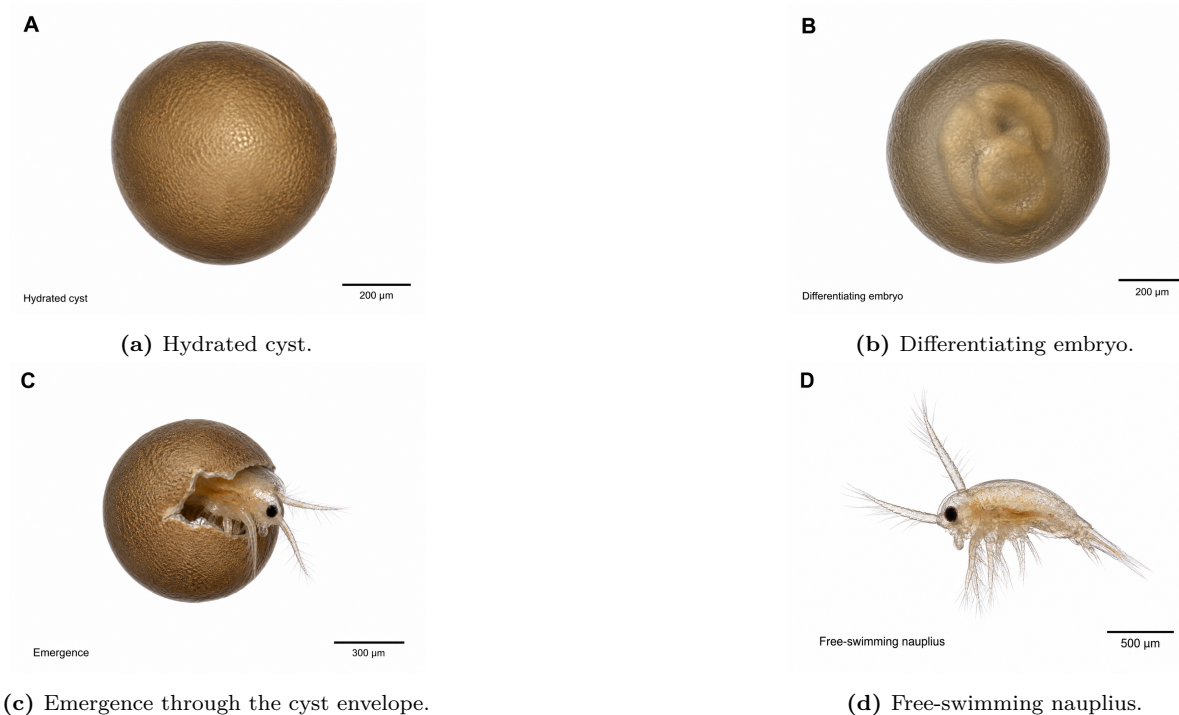 A
200 µm
Hydrated cyst
(a) Hydrated cyst.
B
200 µm
Differentiating embryo
(b) Differentiating embryo.
C
300 µm
Emergence
(c) Emergence through the cyst envelope.
D
500 µm
Free-swimming nauplius
(d) Free-swimming nauplius.